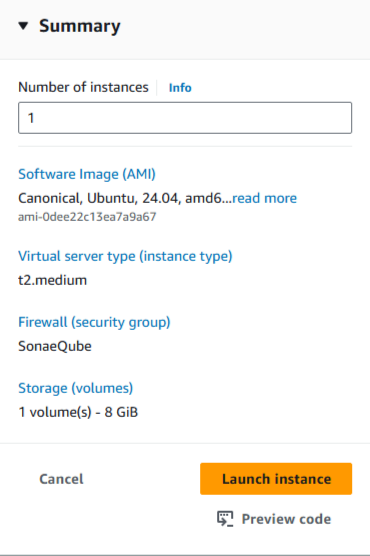 Summary
Number of instances Info
1
Software Image (AMI)
Canonical, Ubuntu, 24.04, amd6...read more
ami-0dee22c13ea7a9a67
Virtual server type (instance type)
t2.medium
Firewall (security group)
SonaeQube
Storage (volumes)
1 volume(s) - 8 GiB
Cancel Launch instance
Preview code